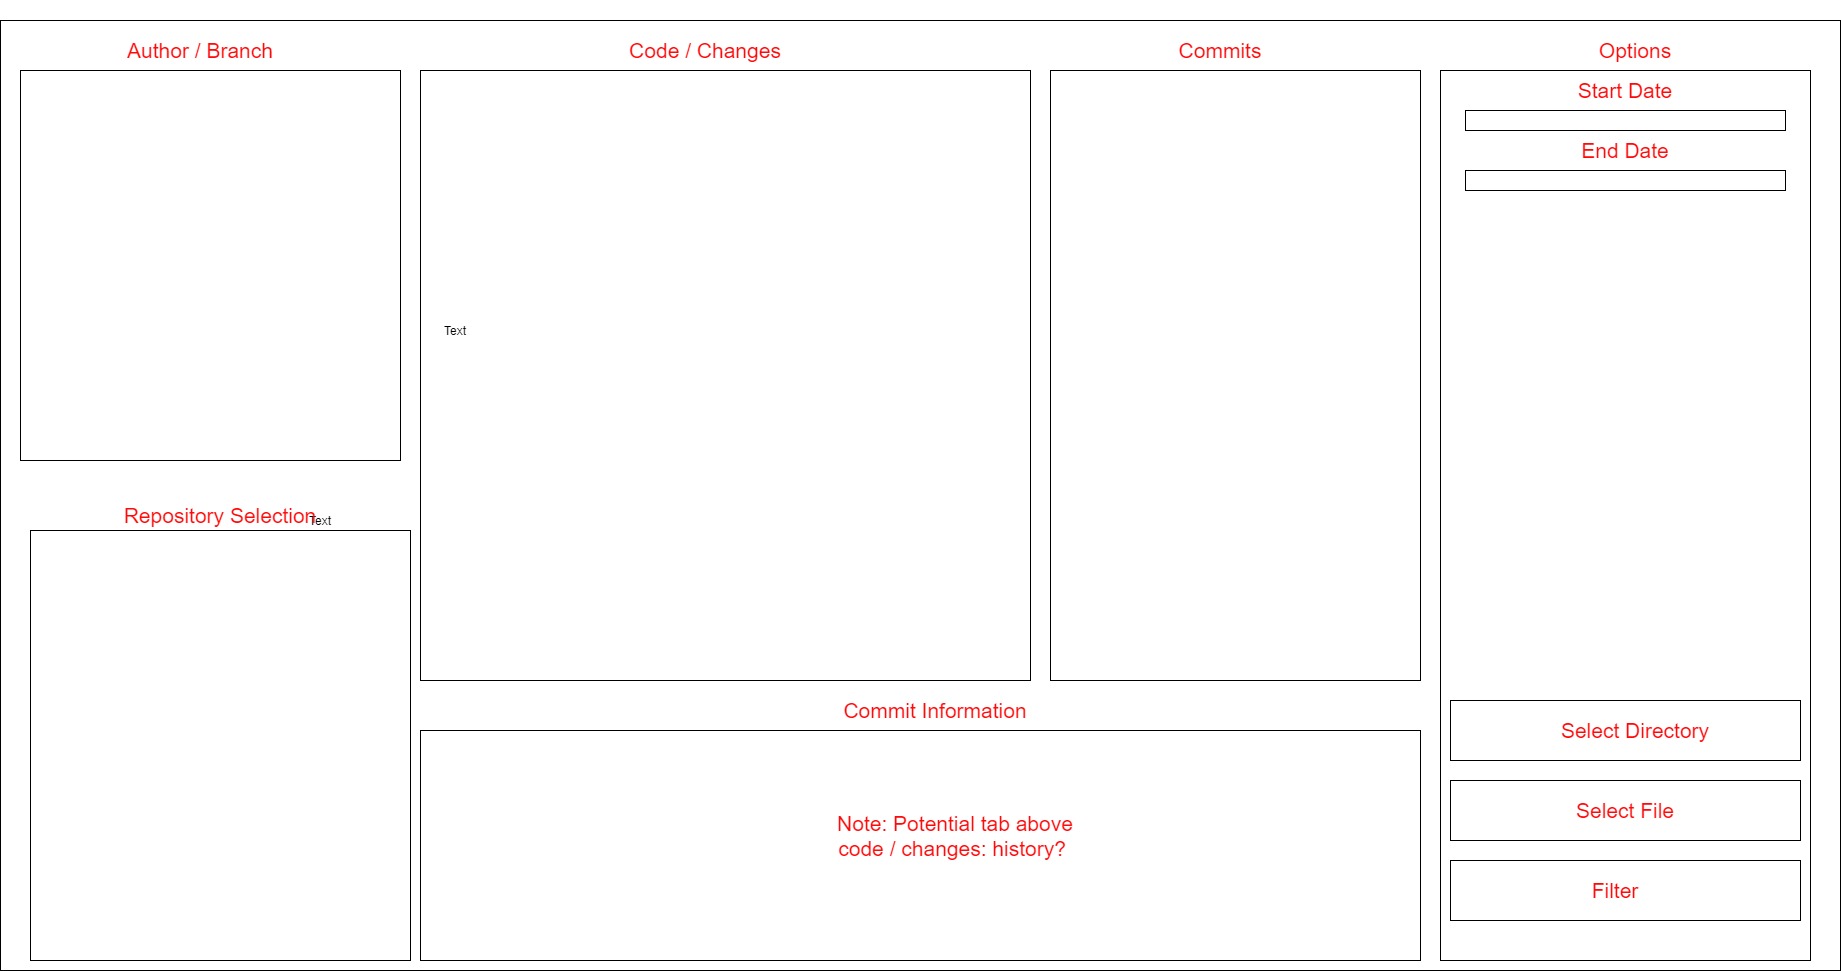 Author / Branch
Code / Changes
Commits
Options
Start Date
End Date
Text
Repository Selection
Text
Commit Information
Select Directory
Select File
Note: Potential tab above
code / changes: history?
Filter